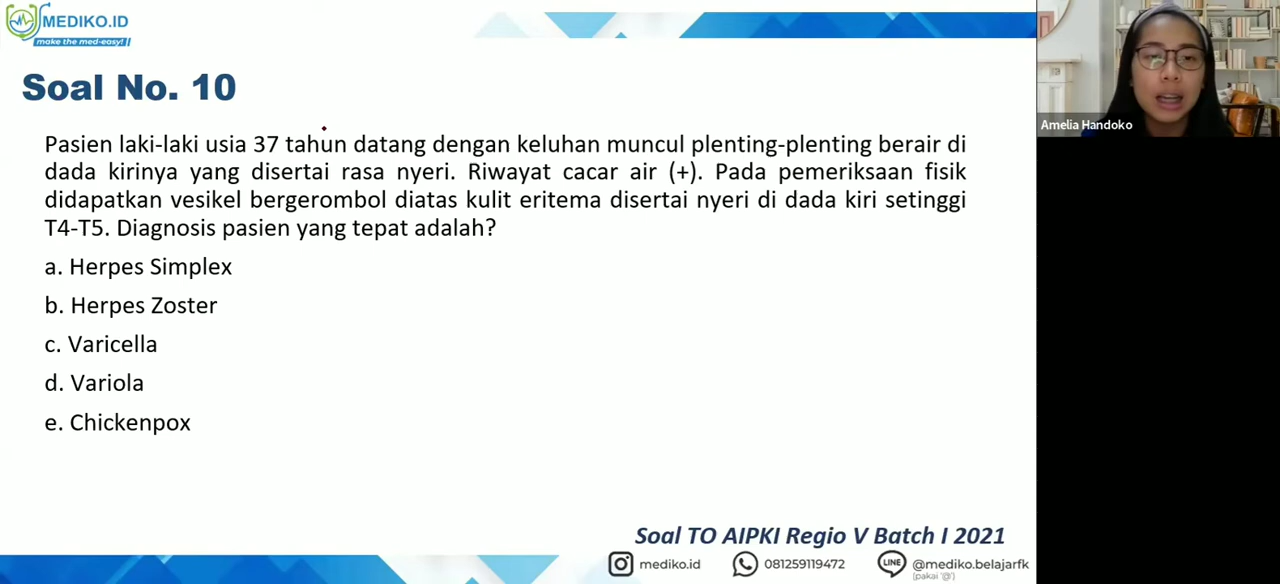 MEDIKO.ID
make the med-easy!
Soal No. 10
Pasien laki-laki usia 37 tahun datang dengan keluhan muncul plenting-plenting berair di
dada kirinya yang disertai rasa nyeri. Riwayat cacar air (+). Pada pemeriksaan fisik
didapatkan vesikel bergerombol diatas kulit eritema disertai nyeri di dada kiri setinggi
T4-T5. Diagnosis pasien yang tepat adalah?
a. Herpes Simplex
b. Herpes Zoster
c. Varicella
d. Variola
e. Chickenpox
Soal TO AIPKI Regio V Batch I 2021
mediko.id
081259119472
LINE
@mediko.belajarfk
(pakai '@')
Amelia Handoko